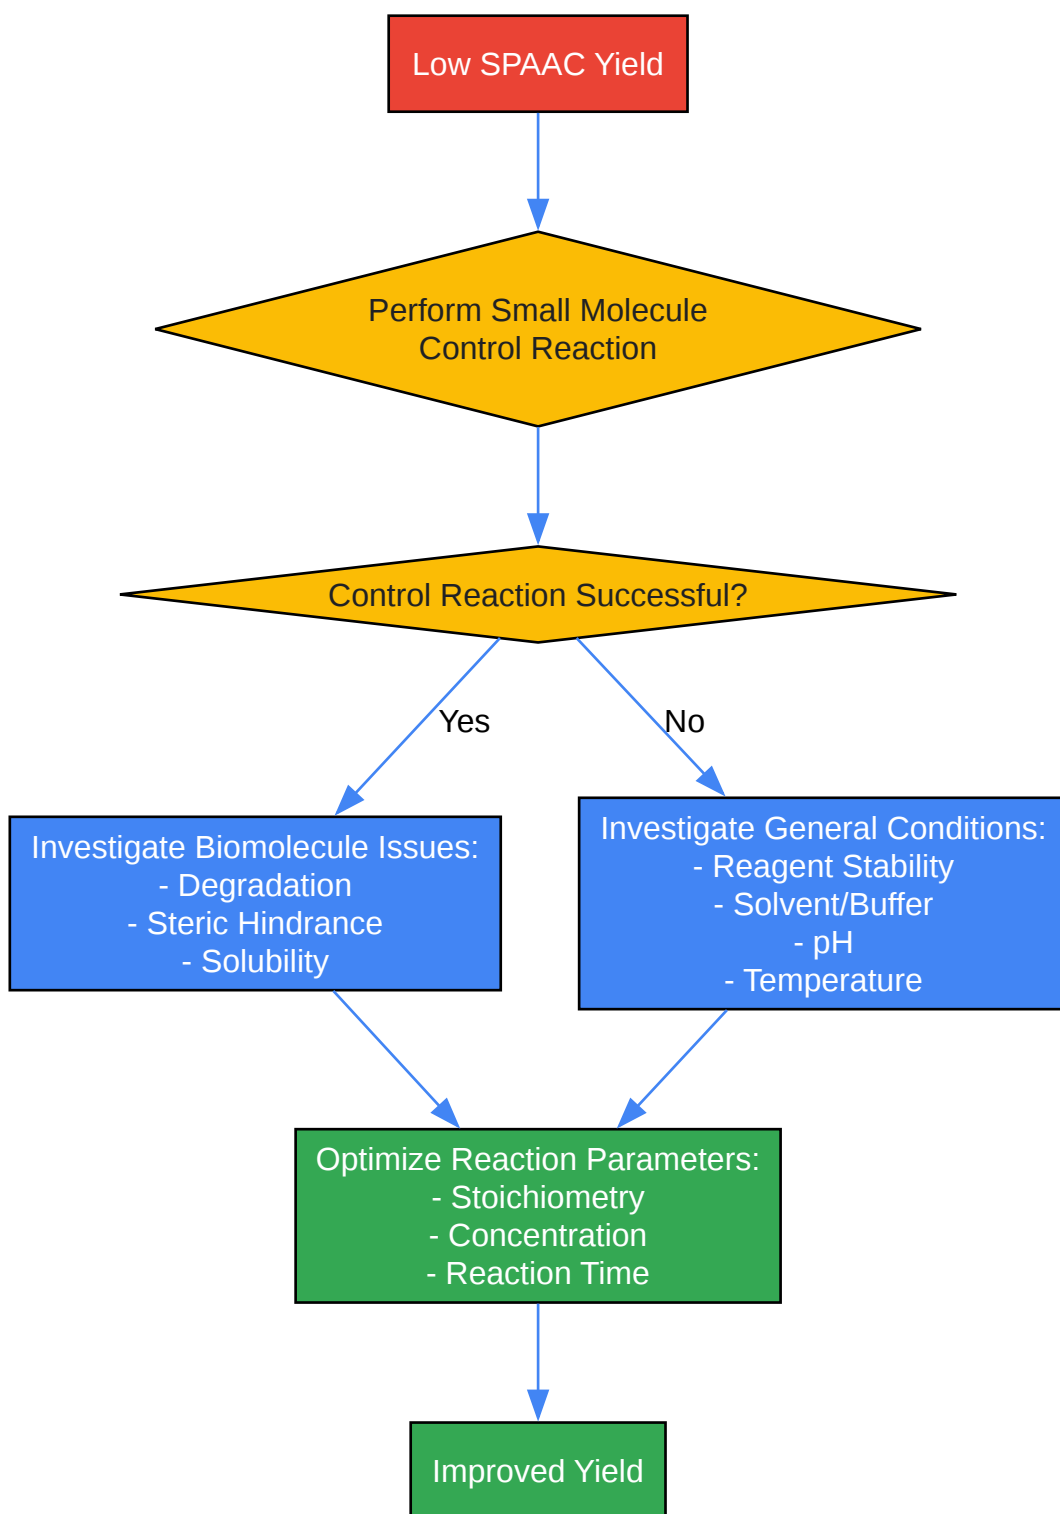 Low SPAAC Yield
Perform Small Molecule
Control Reaction
Control Reaction Successful?
Yes
No
Investigate Biomolecule Issues:
- Degradation
- Steric Hindrance
- Solubility
Investigate General Conditions:
- Reagent Stability
- Solvent/Buffer
- pH
- Temperature
Optimize Reaction Parameters:
- Stoichiometry
- Concentration
- Reaction Time
Improved Yield